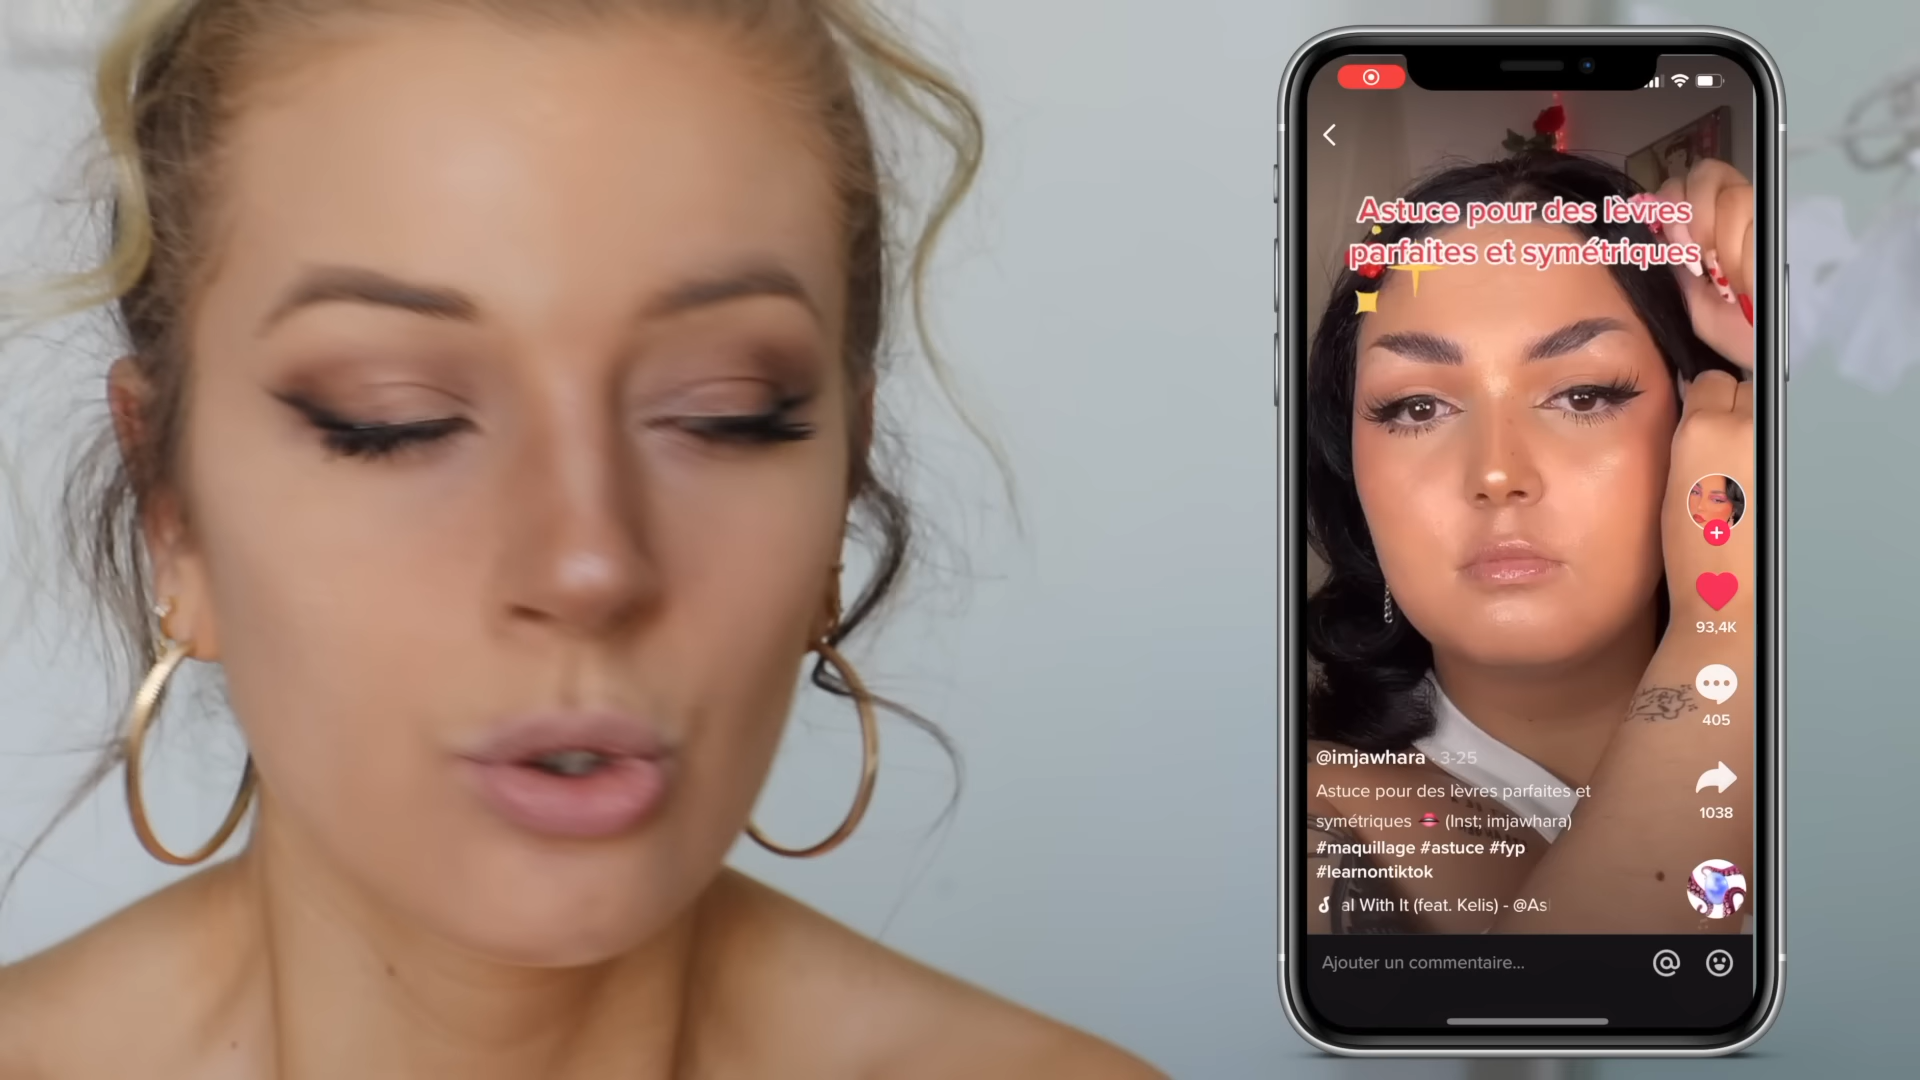 Astuce pour des lèvres
parfaites et symétriques
93,4K
405
1038
@imjawhara · 3-25
Astuce pour des lèvres parfaites et
symétriques 👄 (Inst; imjawhara)
#maquillage #astuce #fyp
#learnontiktok
al With It (feat. Kelis) - @As
Ajouter un commentaire...